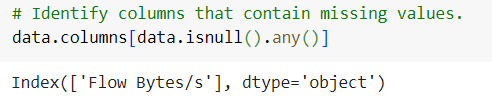 # Identify columns that contain missing values.
data.columns[data.isnull().any()]
Index(['Flow Bytes/s'], dtype='object')